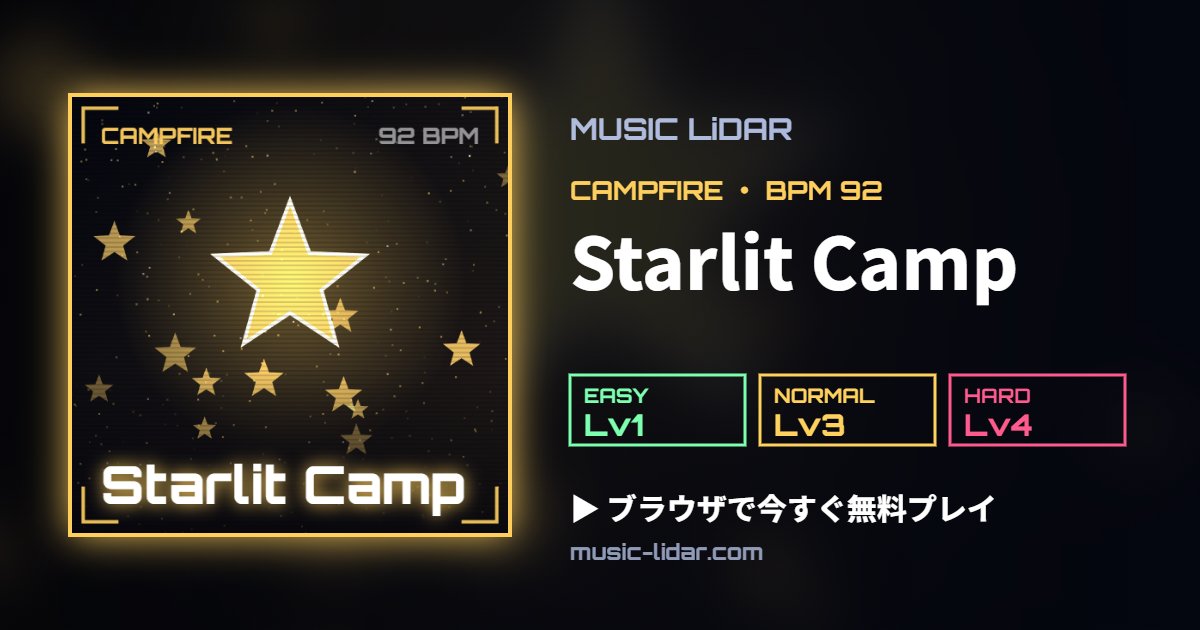 CAMPFIRE 92 BPM
Starlit Camp
MUSIC LiDAR
CAMPFIRE • BPM 92
Starlit Camp
EASY NORMAL HARD
Lv1 Lv3 Lv4
▶ ブラウザで今すぐ無料プレイ
music-lidar.com